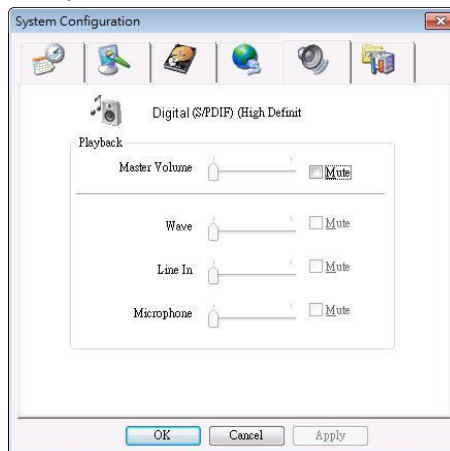 System Configuration
Digital (S/PDIF) (High Definit
Playback
Master Volume Mute
Wave Mute
Line In Mute
Microphone Mute
OK Cancel Apply